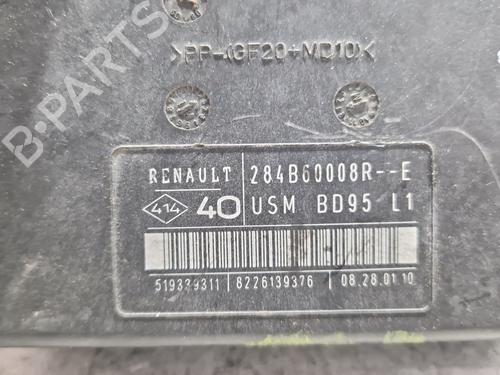 >PP-(GF20+MD10)<
RENAULT 284B60008R--E
414 40 USM BD95 L1
519339311 8226139376 08.28.01 10
B-PARTS